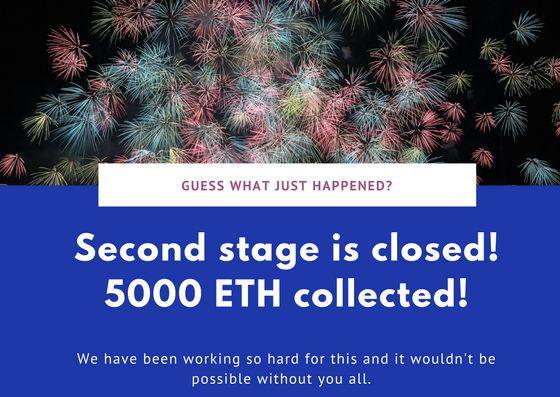 GUESS WHAT JUST HAPPENED?
Second stage is closed!
5000 ETH collected!
We have been working so hard for this and it wouldn't be
possible without you all.